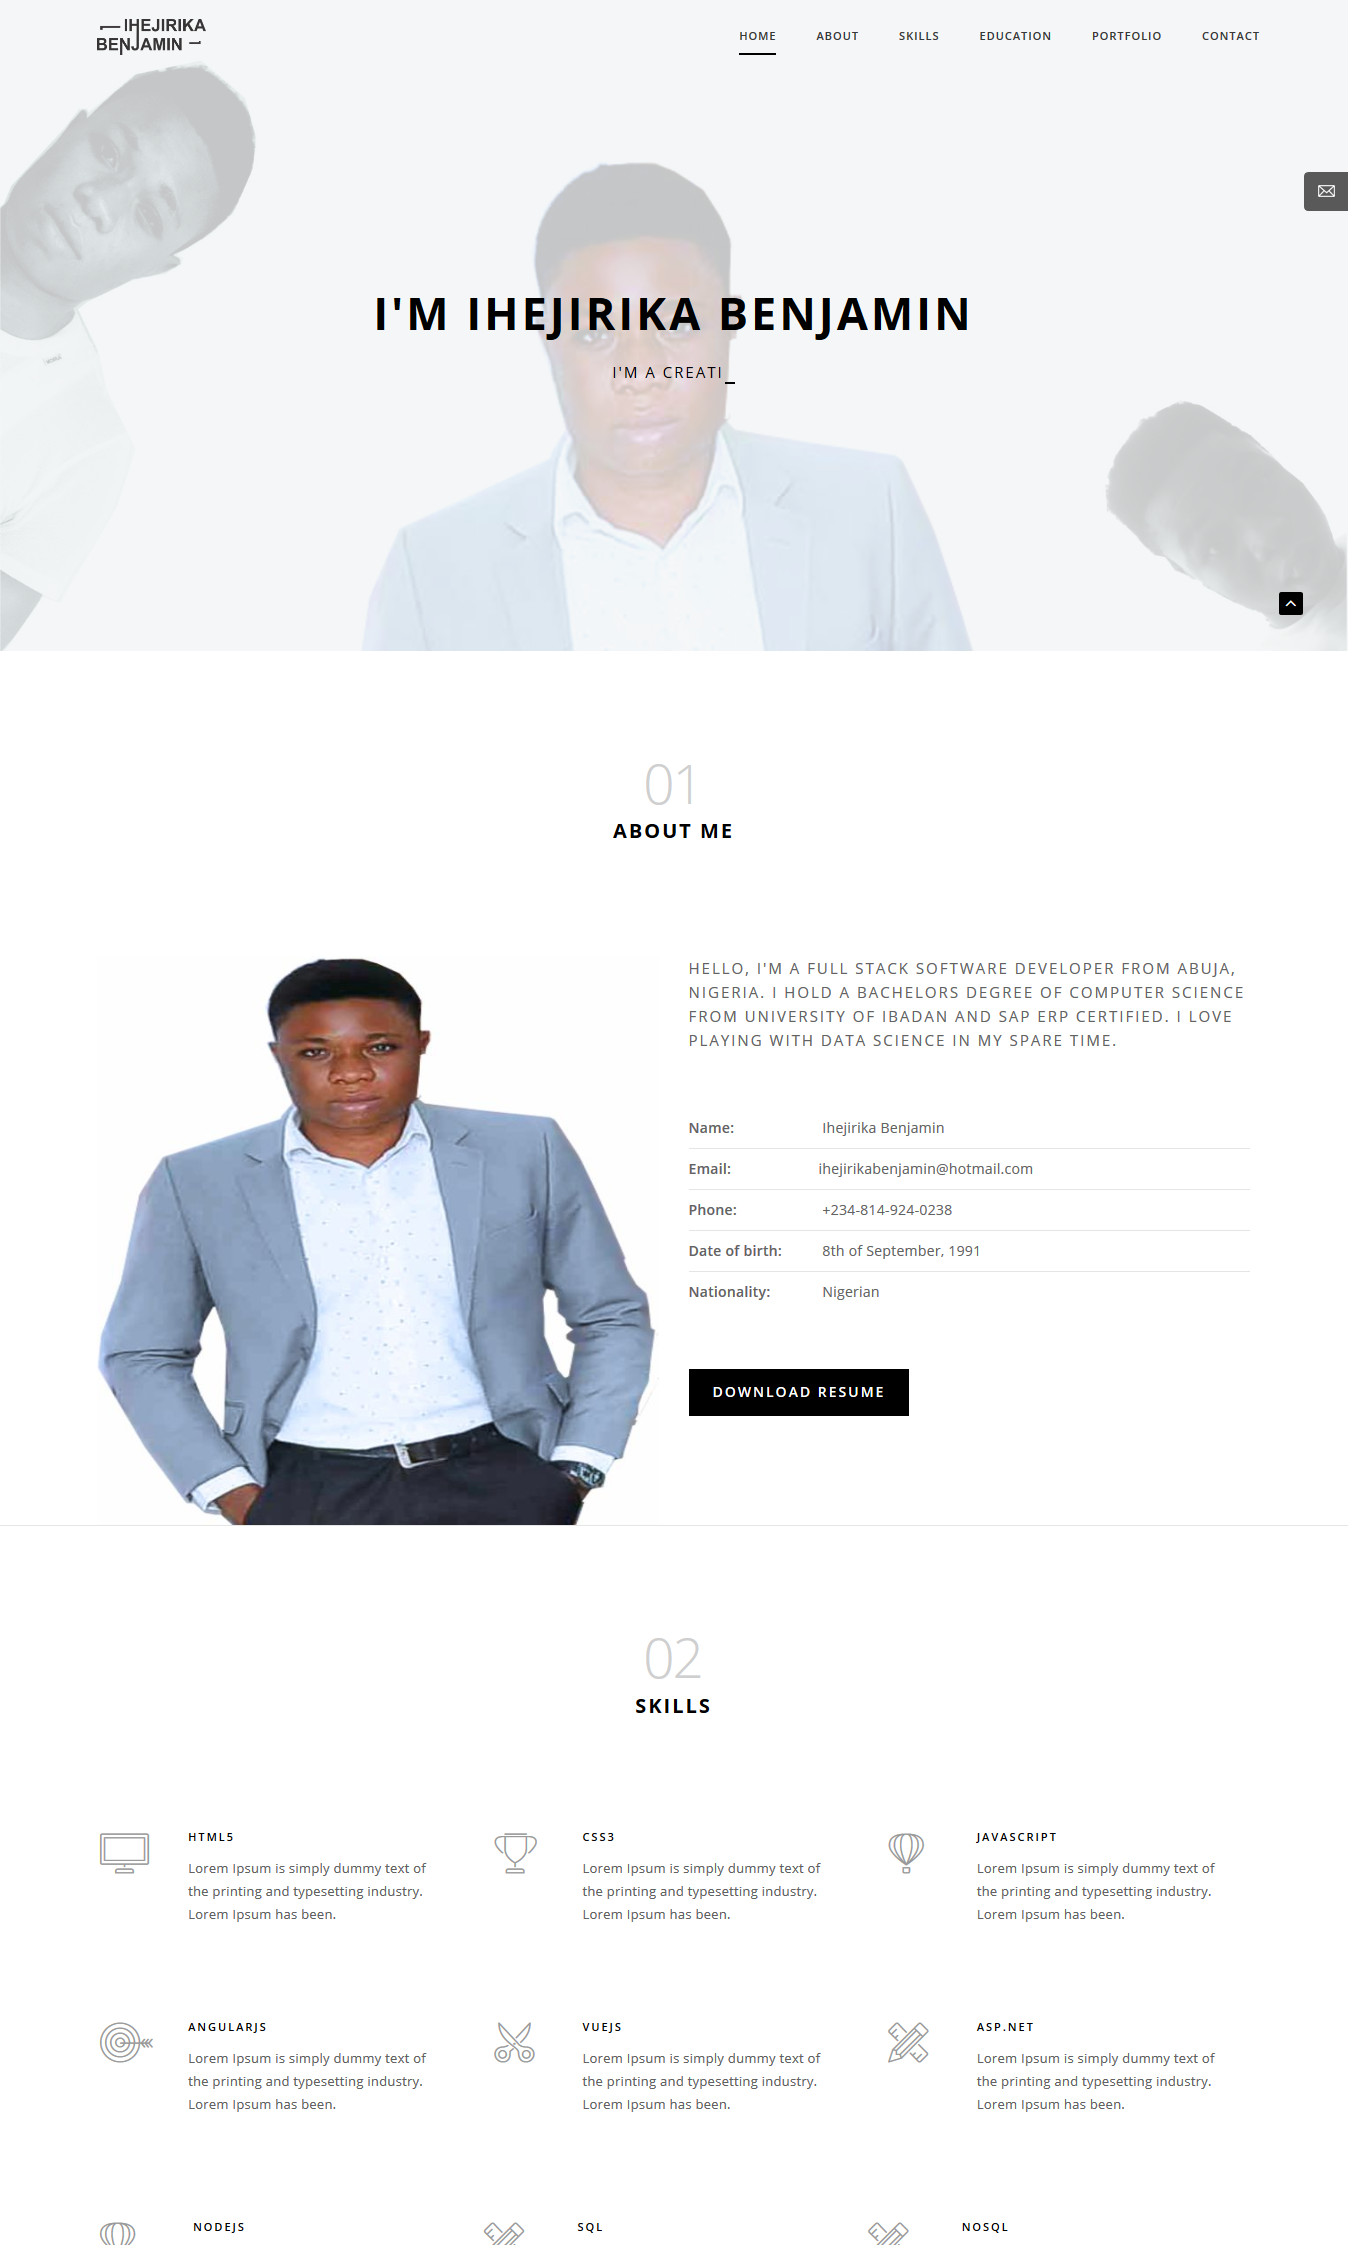 IHEJIRIKA
BENJAMIN
HOME ABOUT SKILLS EDUCATION PORTFOLIO CONTACT
I'M IHEJIRIKA BENJAMIN
I'M A CREATI_
01
ABOUT ME
HELLO, I'M A FULL STACK SOFTWARE DEVELOPER FROM ABUJA,
NIGERIA. I HOLD A BACHELORS DEGREE OF COMPUTER SCIENCE
FROM UNIVERSITY OF IBADAN AND SAP ERP CERTIFIED. I LOVE
PLAYING WITH DATA SCIENCE IN MY SPARE TIME.
Name: Ihejirika Benjamin
Email: ihejirikabenjamin@hotmail.com
Phone: +234-814-924-0238
Date of birth: 8th of September, 1991
Nationality: Nigerian
DOWNLOAD RESUME
02
SKILLS
HTML5
Lorem Ipsum is simply dummy text of
the printing and typesetting industry.
Lorem Ipsum has been.
CSS3
Lorem Ipsum is simply dummy text of
the printing and typesetting industry.
Lorem Ipsum has been.
JAVASCRIPT
Lorem Ipsum is simply dummy text of
the printing and typesetting industry.
Lorem Ipsum has been.
ANGULARJS
Lorem Ipsum is simply dummy text of
the printing and typesetting industry.
Lorem Ipsum has been.
VUEJS
Lorem Ipsum is simply dummy text of
the printing and typesetting industry.
Lorem Ipsum has been.
ASP.NET
Lorem Ipsum is simply dummy text of
the printing and typesetting industry.
Lorem Ipsum has been.
NODEJS
SQL
NOSQL